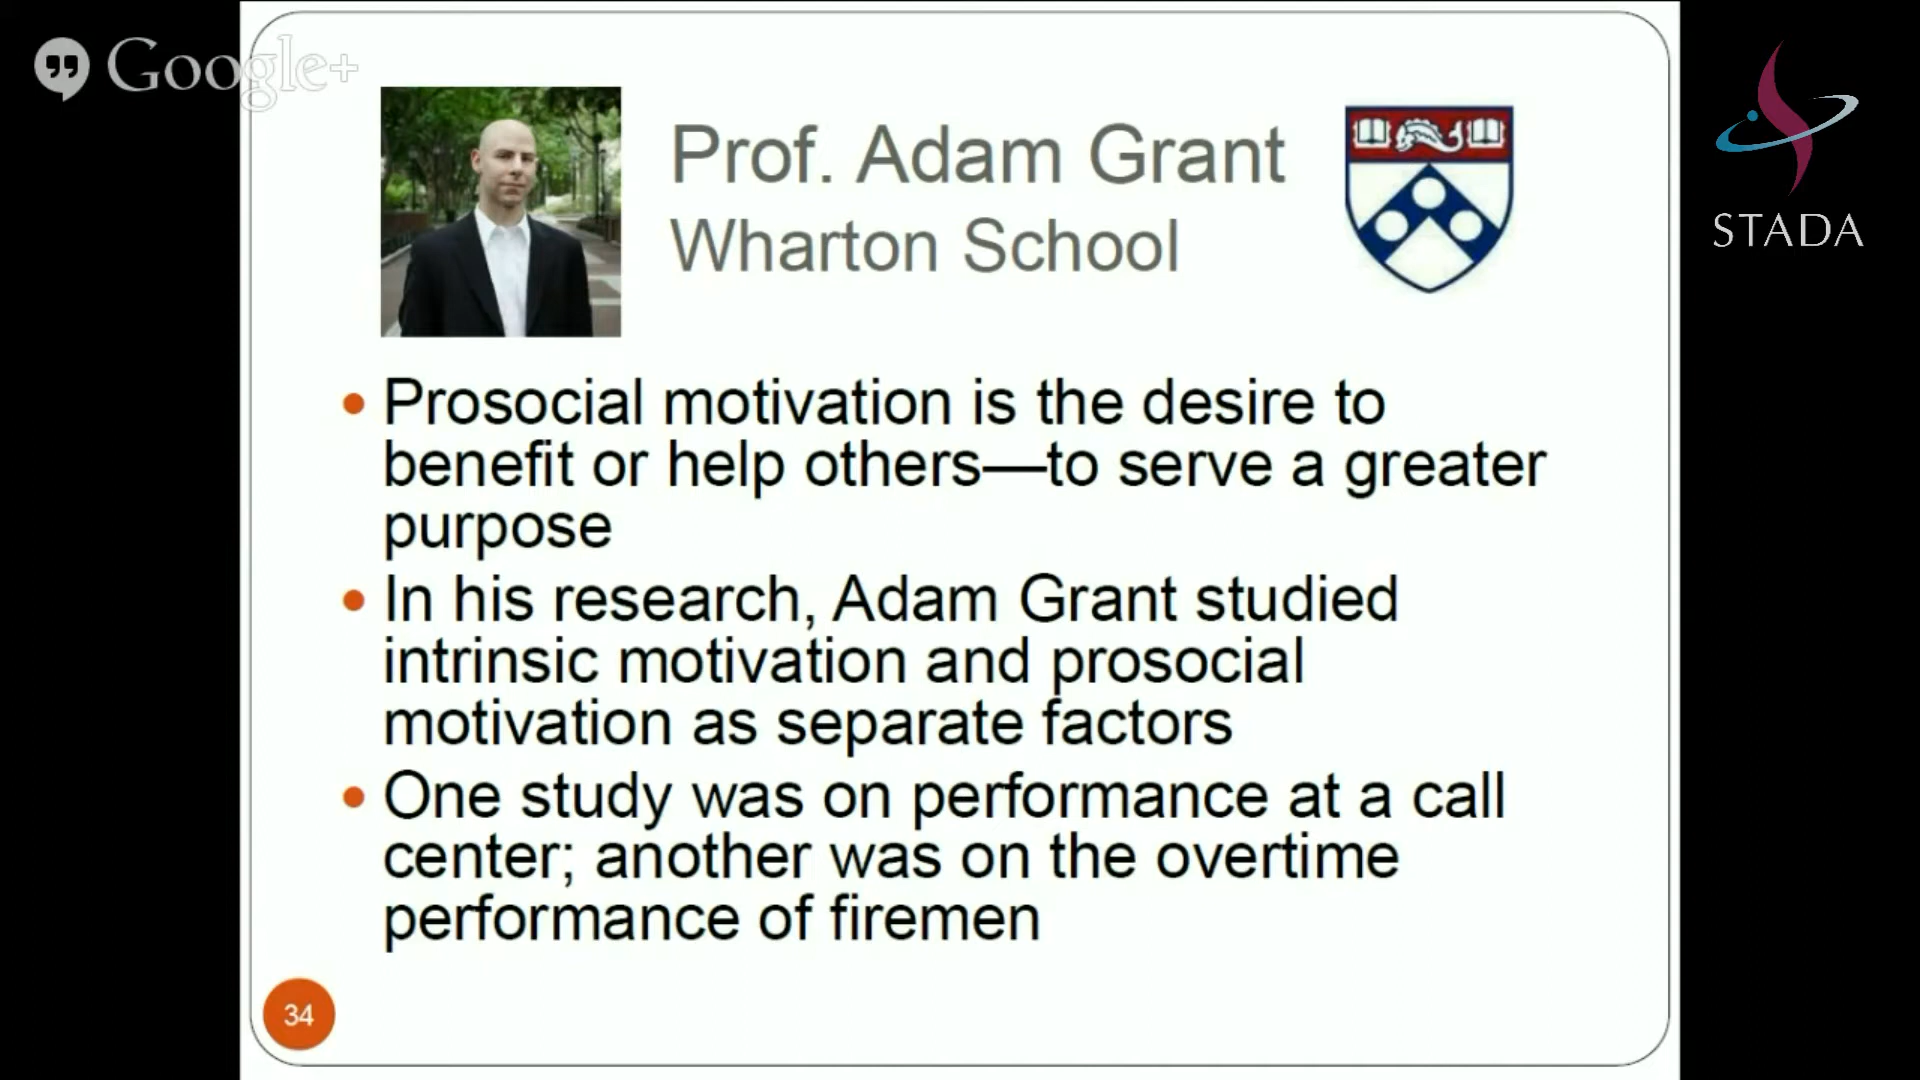 Google+
Prof. Adam Grant
Wharton School
STADA
• Prosocial motivation is the desire to
benefit or help others—to serve a greater
purpose
• In his research, Adam Grant studied
intrinsic motivation and prosocial
motivation as separate factors
• One study was on performance at a call
center; another was on the overtime
performance of firemen
34